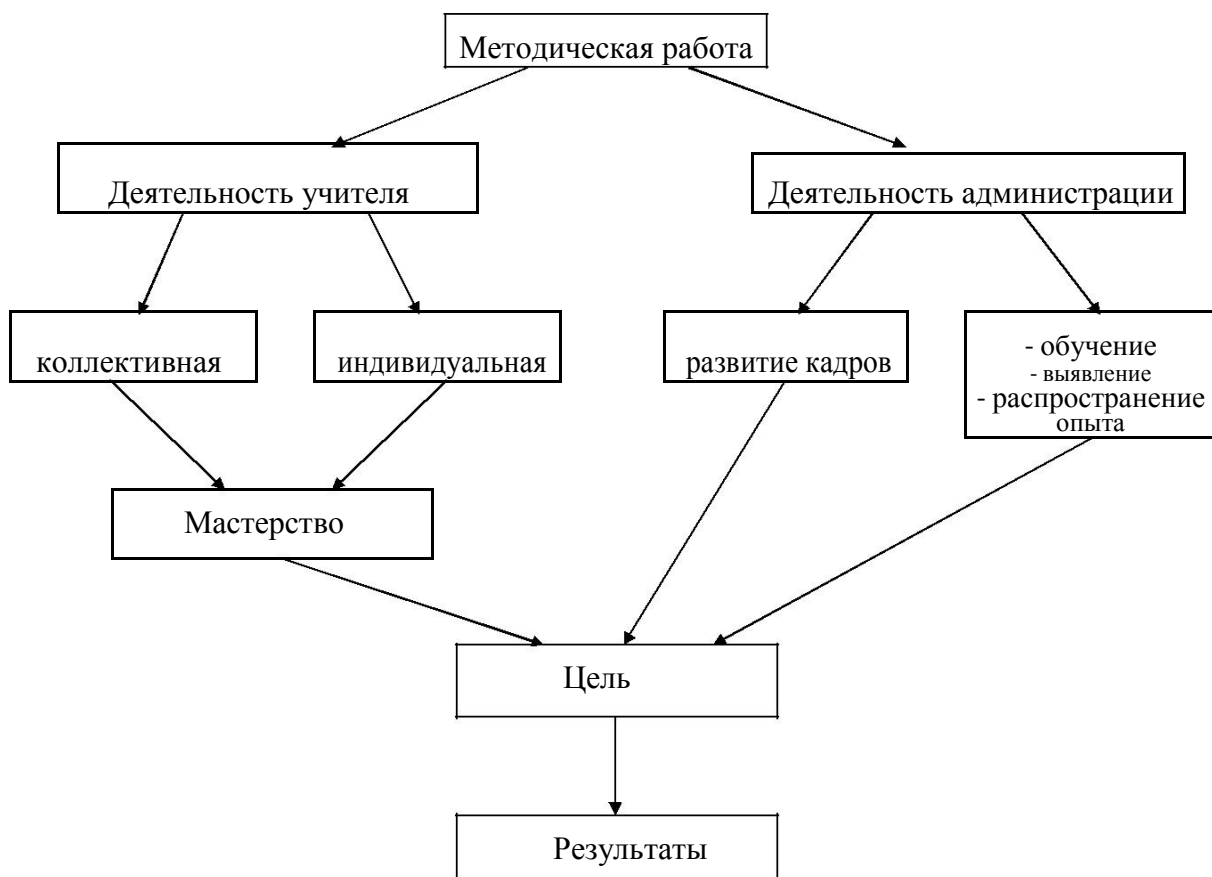 Методическая работа
Деятельность учителя
Деятельность администрации
коллективная
индивидуальная
развитие кадров
- обучение
- выявление
- распространение
опыта
Мастерство
Цель
Результаты